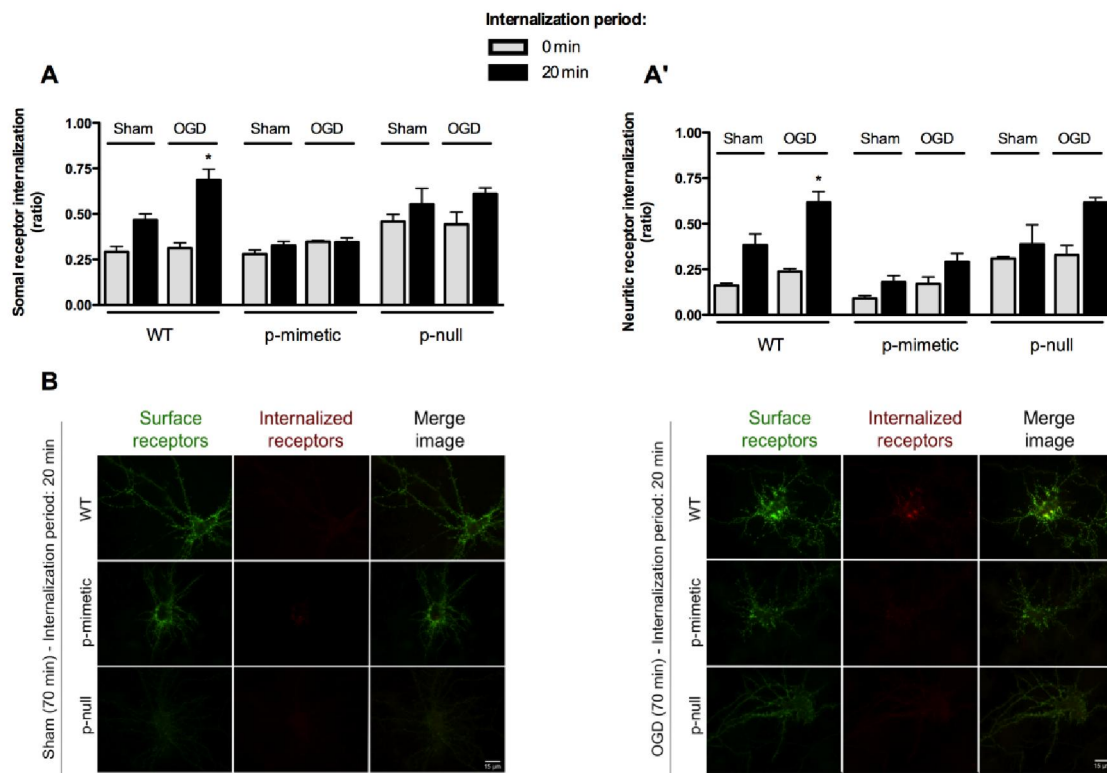 Internalization period:
0 min
20 min
A
Somal receptor internalization
(ratio)
1.00
0.75
0.50
0.25
0.00
Sham
OGD
Sham
OGD
Sham
OGD
*
WT
p-mimetic
p-null
A'
Neuritic receptor internalization
(ratio)
1.00
0.75
0.50
0.25
0.00
Sham
OGD
Sham
OGD
Sham
OGD
*
WT
p-mimetic
p-null
B
Sham (70 min) - Internalization period: 20 min
Surface
receptors
Internalized
receptors
Merge
image
WT
p-mimetic
p-null
15 µm
OGD (70 min) - Internalization period: 20 min
Surface
receptors
Internalized
receptors
Merge
image
WT
p-mimetic
p-null
15 µm